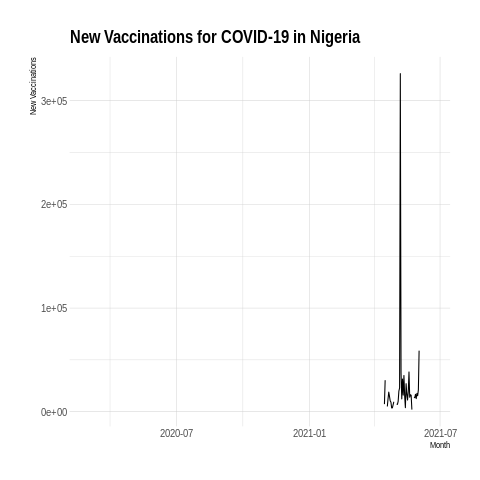 New Vaccinations for COVID-19 in Nigeria
New Vaccinations
3e+05
2e+05
1e+05
0e+00
2020-07
2021-01
2021-07
Month